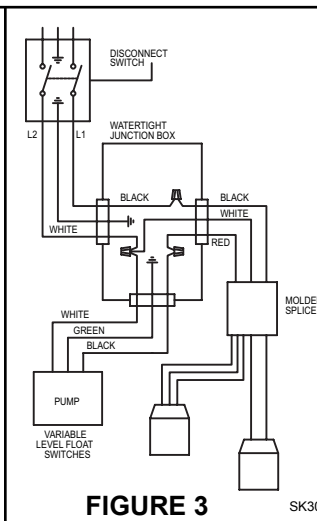 DISCONNECT
SWITCH
L2
L1
WATERTIGHT
JUNCTION BOX
BLACK
BLACK
WHITE
WHITE
RED
MOLDE
SPLICE
WHITE
GREEN
BLACK
PUMP
VARIABLE
LEVEL FLOAT
SWITCHES
FIGURE 3
SK30